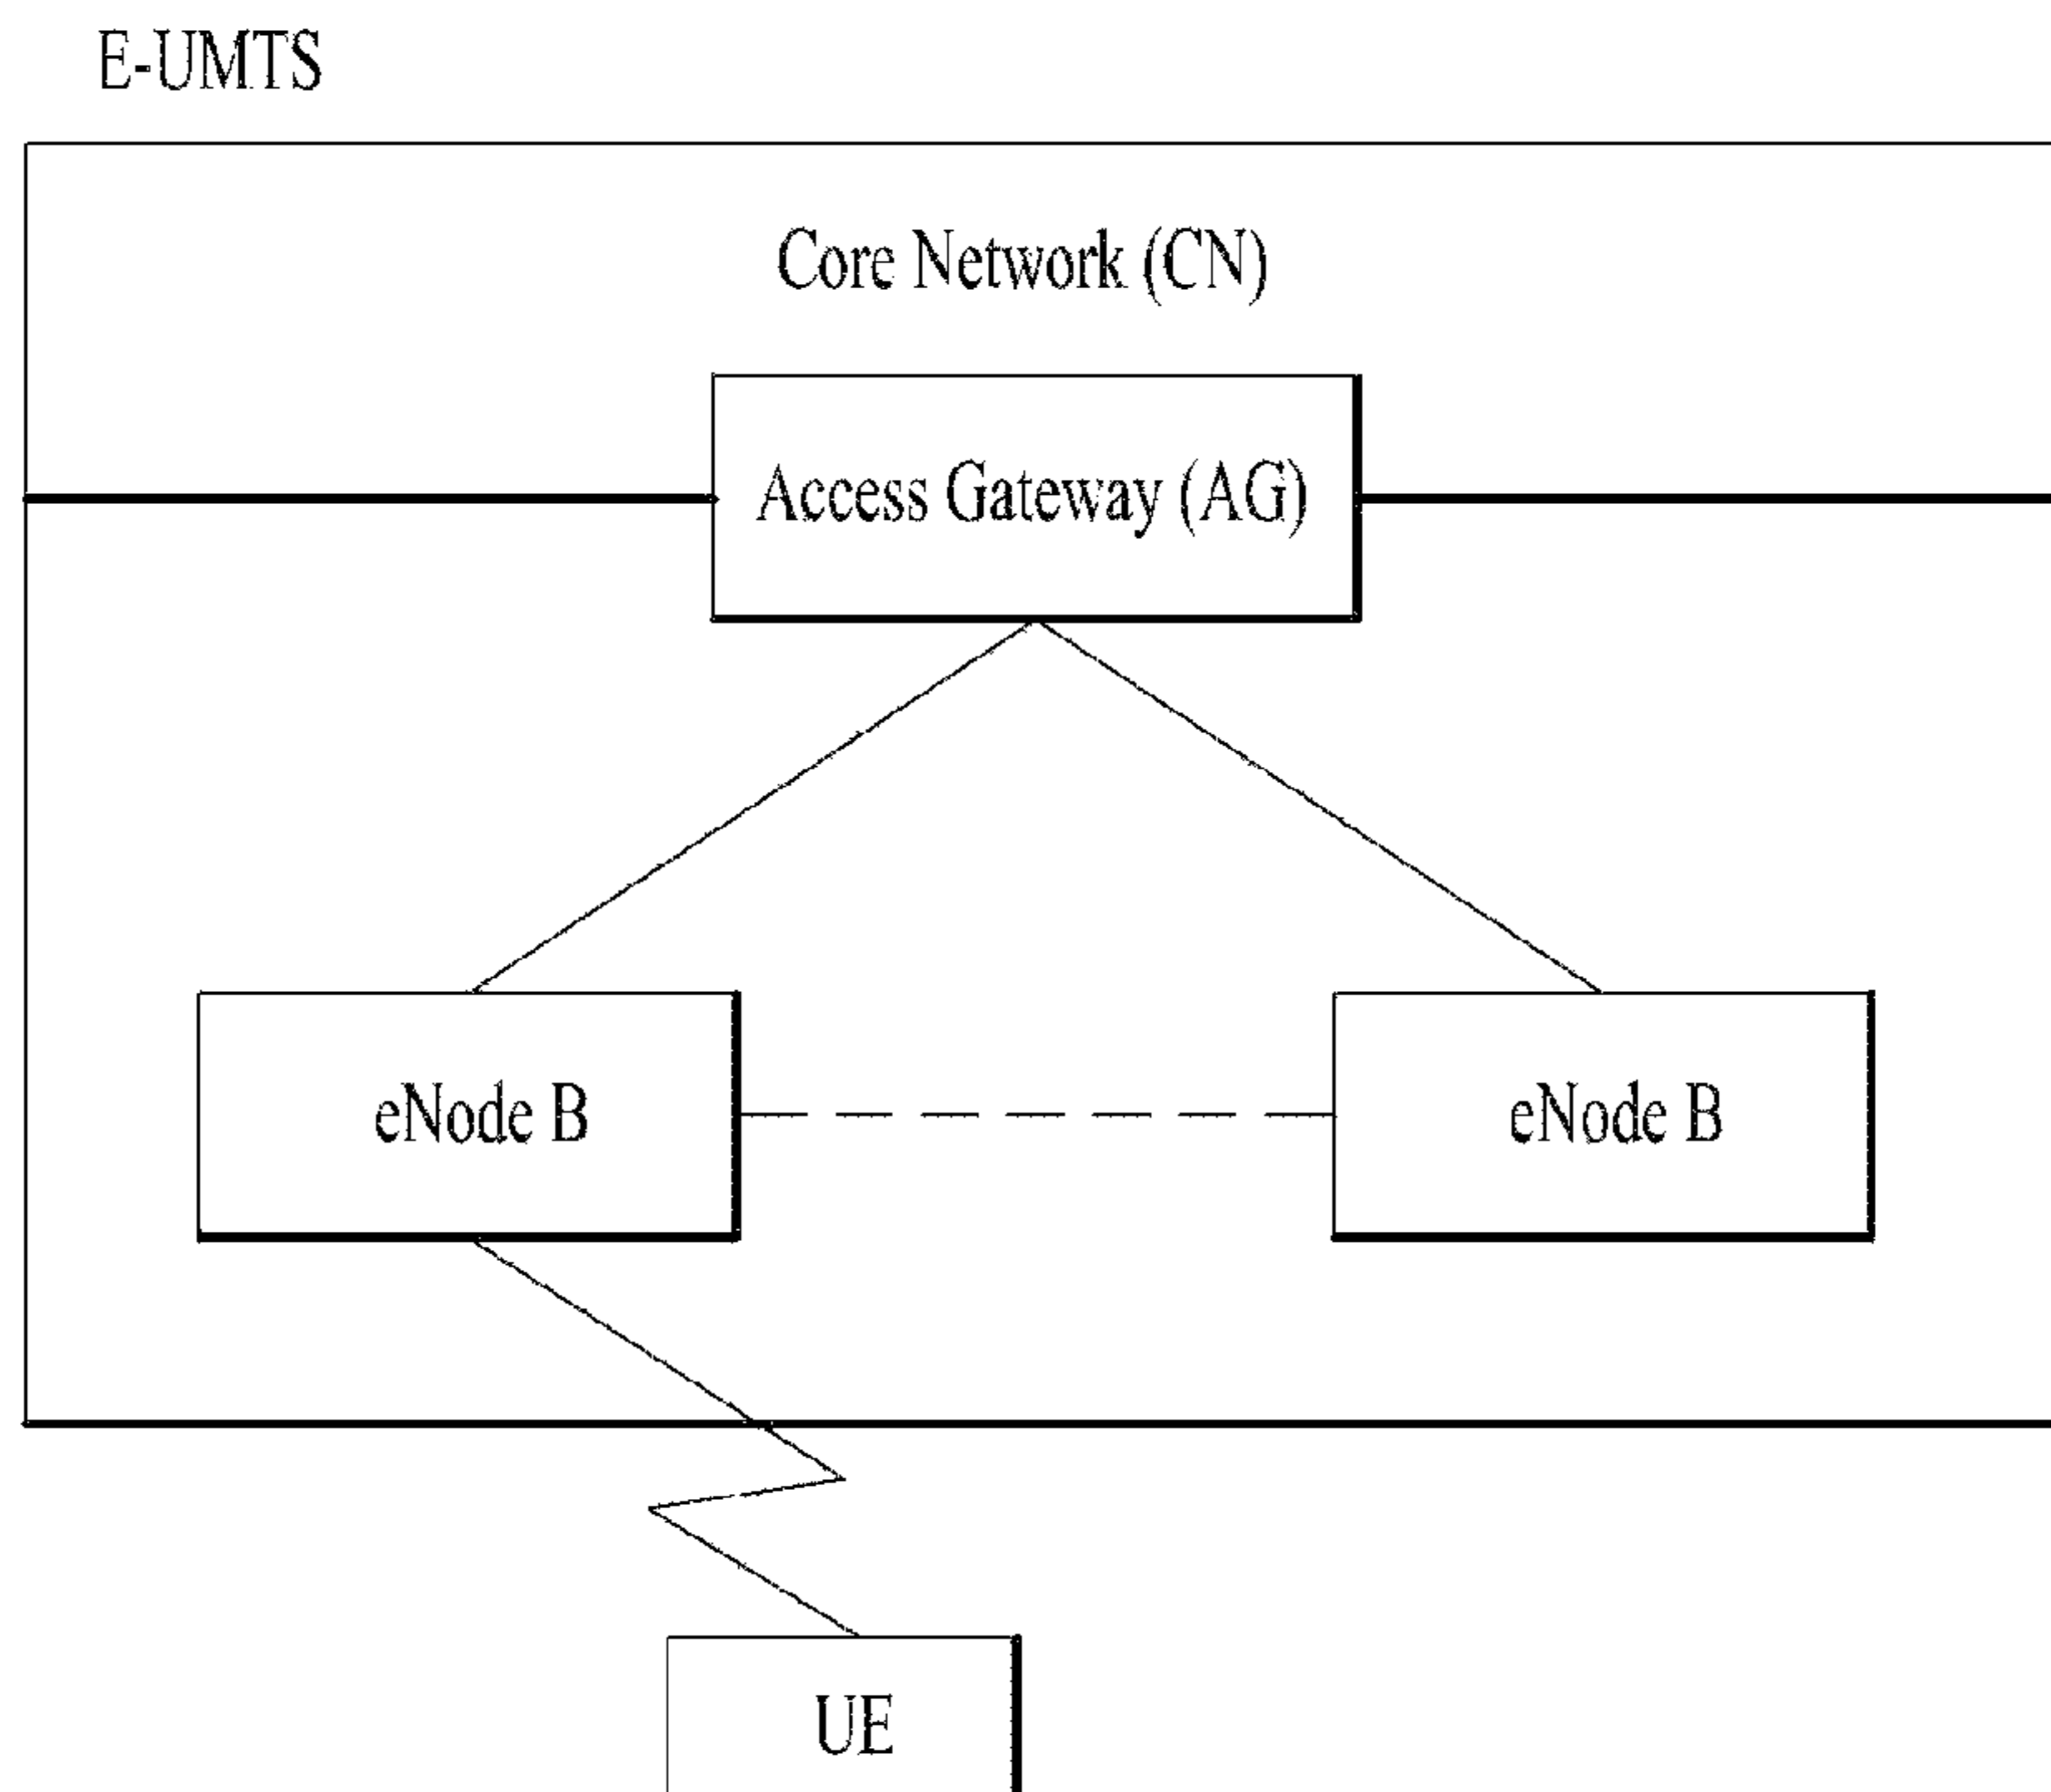 E-UMTS
Core Network (CN)
Access Gateway (AG)
eNode B
eNode B
UE